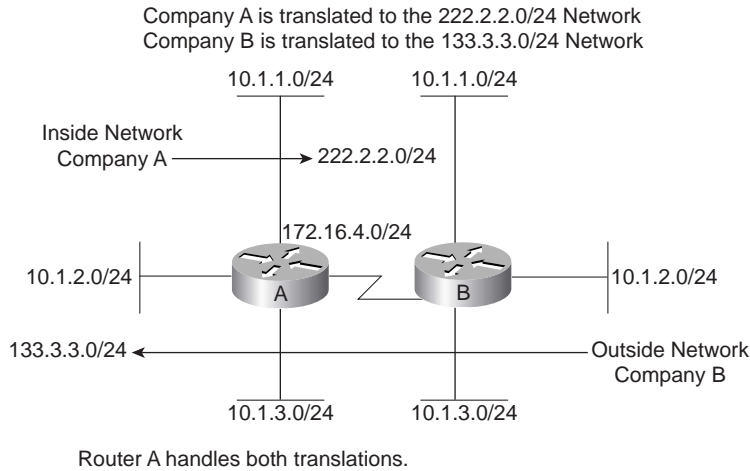 Company A is translated to the 222.2.2.0/24 Network
Company B is translated to the 133.3.3.0/24 Network
10.1.1.0/24
10.1.1.0/24
Inside Network
Company A
222.2.2.0/24
172.16.4.0/24
10.1.2.0/24
A
B
10.1.2.0/24
133.3.3.0/24
Outside Network
Company B
10.1.3.0/24
10.1.3.0/24
Router A handles both translations.